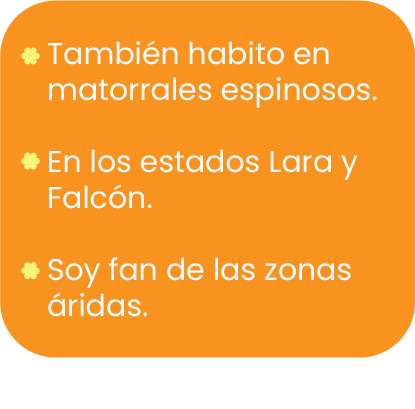 También habito en
matorrales espinosos.
En los estados Lara y
Falcón.
Soy fan de las zonas
áridas.